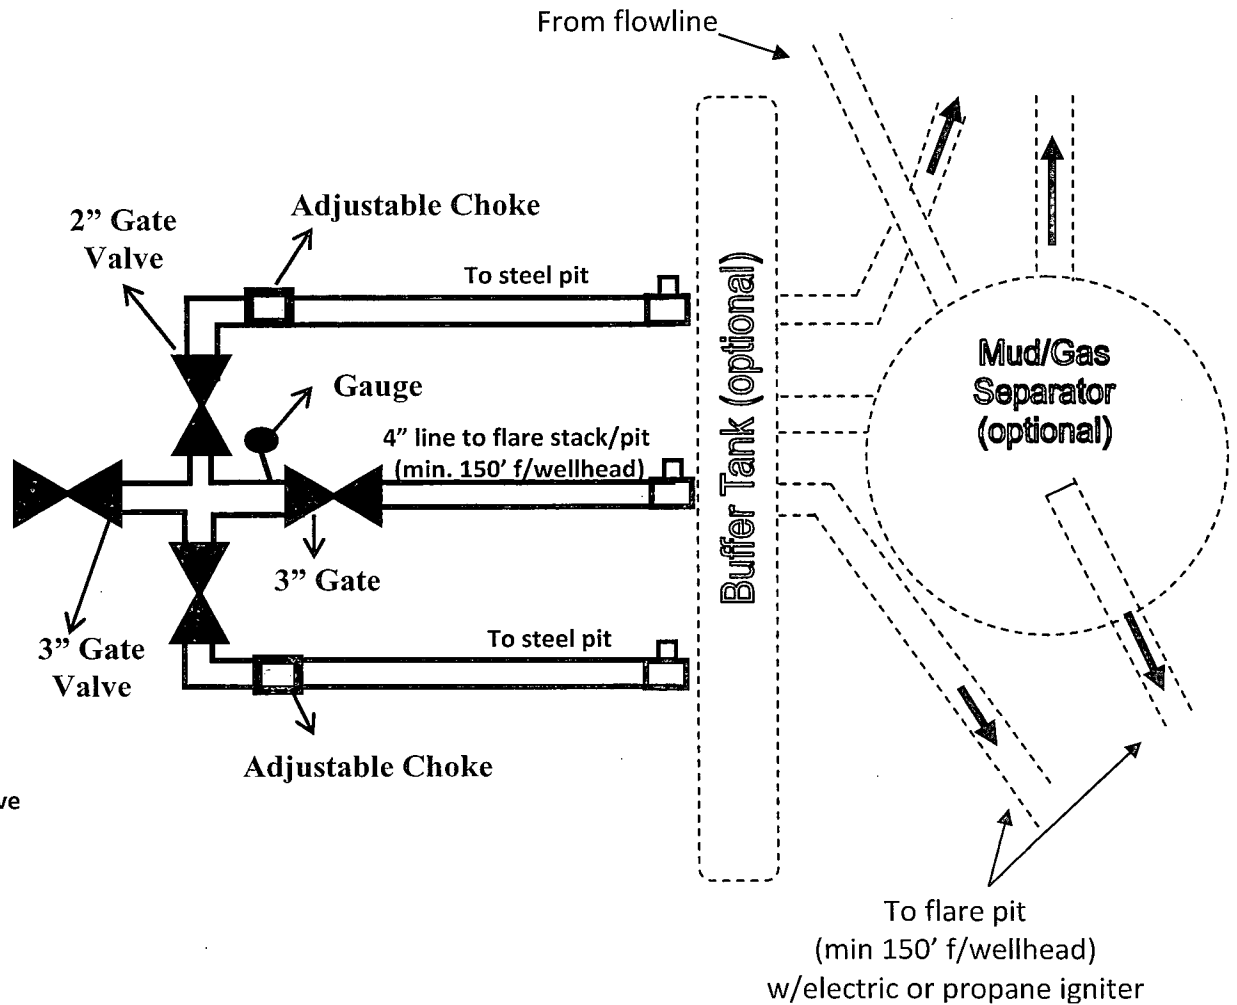 From flowline
Adjustable Choke
2” Gate
Valve
To steel pit
Gauge
4” line to flare stack/pit
(min. 150’ f/wellhead)
Buffer Tank (optional)
Mud/Gas
Separator
(optional)
3” Gate
3” Gate
Valve
To steel pit
Adjustable Choke
ve
To flare pit
(min 150’ f/wellhead)
w/electric or propane igniter